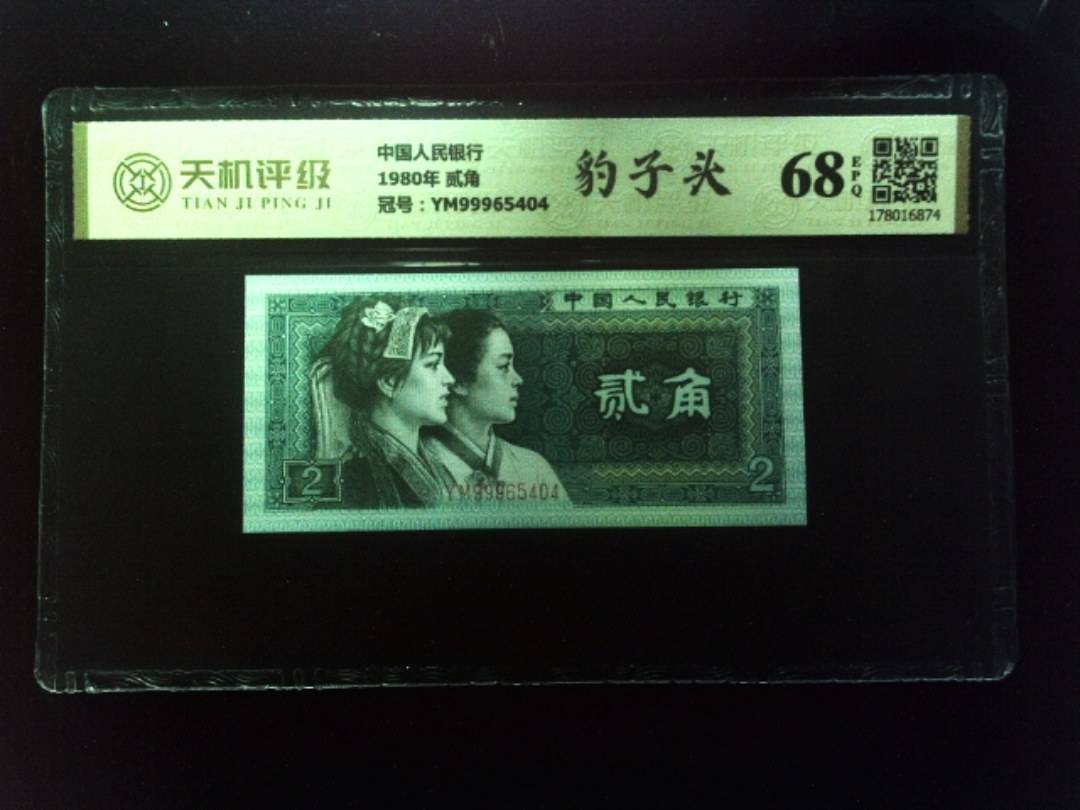 天机评级
TIAN JI PING JI
中国人民银行
1980年 贰角
冠号：YM99965404
豹子头
68
EPQ
178016874
中国人民银行
贰角
2
2
YM99965404